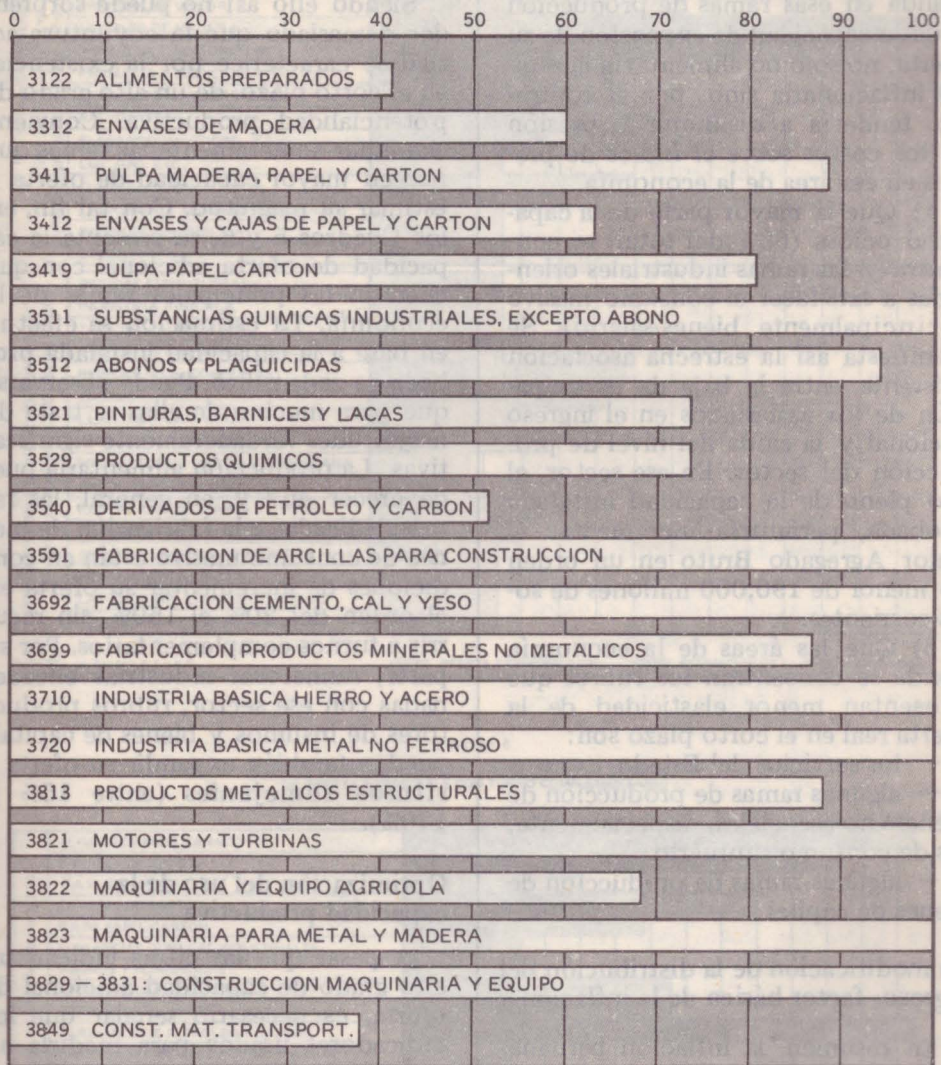 0 10 20 30 40 50 60 70 80 90 100
3122 ALIMENTOS PREPARADOS
3312 ENVASES DE MADERA
3411 PULPA MADERA, PAPEL Y CARTON
3412 ENVASES Y CAJAS DE PAPEL Y CARTON
3419 PULPA PAPEL CARTON
3511 SUBSTANCIAS QUIMICAS INDUSTRIALES, EXCEPTO ABONO
3512 ABONOS Y PLAGUICIDAS
3521 PINTURAS, BARNICES Y LACAS
3529 PRODUCTOS QUIMICOS
3540 DERIVADOS DE PETROLEO Y CARBON
3591 FABRICACION DE ARCILLAS PARA CONSTRUCCION
3692 FABRICACION CEMENTO, CAL Y YESO
3699 FABRICACION PRODUCTOS MINERALES NO METALICOS
3710 INDUSTRIA BASICA HIERRO Y ACERO
3720 INDUSTRIA BASICA METAL NO FERROSO
3813 PRODUCTOS METALICOS ESTRUCTURALES
3821 MOTORES Y TURBINAS
3822 MAQUINARIA Y EQUIPO AGRICOLA
3823 MAQUINARIA PARA METAL Y MADERA
3829 – 3831: CONSTRUCCION MAQUINARIA Y EQUIPO
3849 CONST. MAT. TRANSPORT.